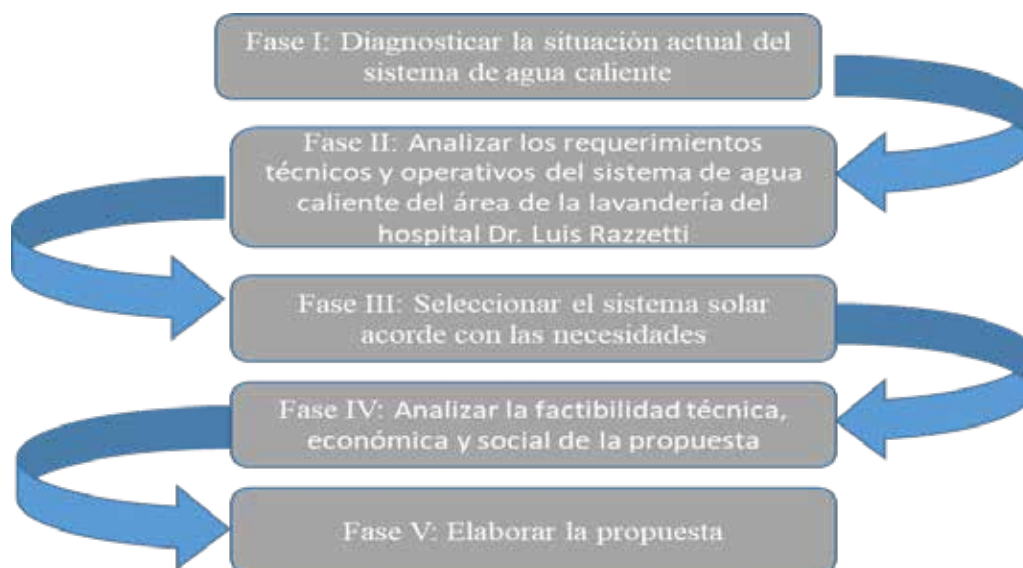 Fase I: Diagnosticar la situación actual del
sistema de agua caliente
Fase II: Analizar los requerimientos
técnicos y operativos del sistema de agua
caliente del área de la lavandería del
hospital Dr. Luis Razzetti
Fase III: Seleccionar el sistema solar
acorde con las necesidades
Fase IV: Analizar la factibilidad técnica,
económica y social de la propuesta
Fase V: Elaborar la propuesta